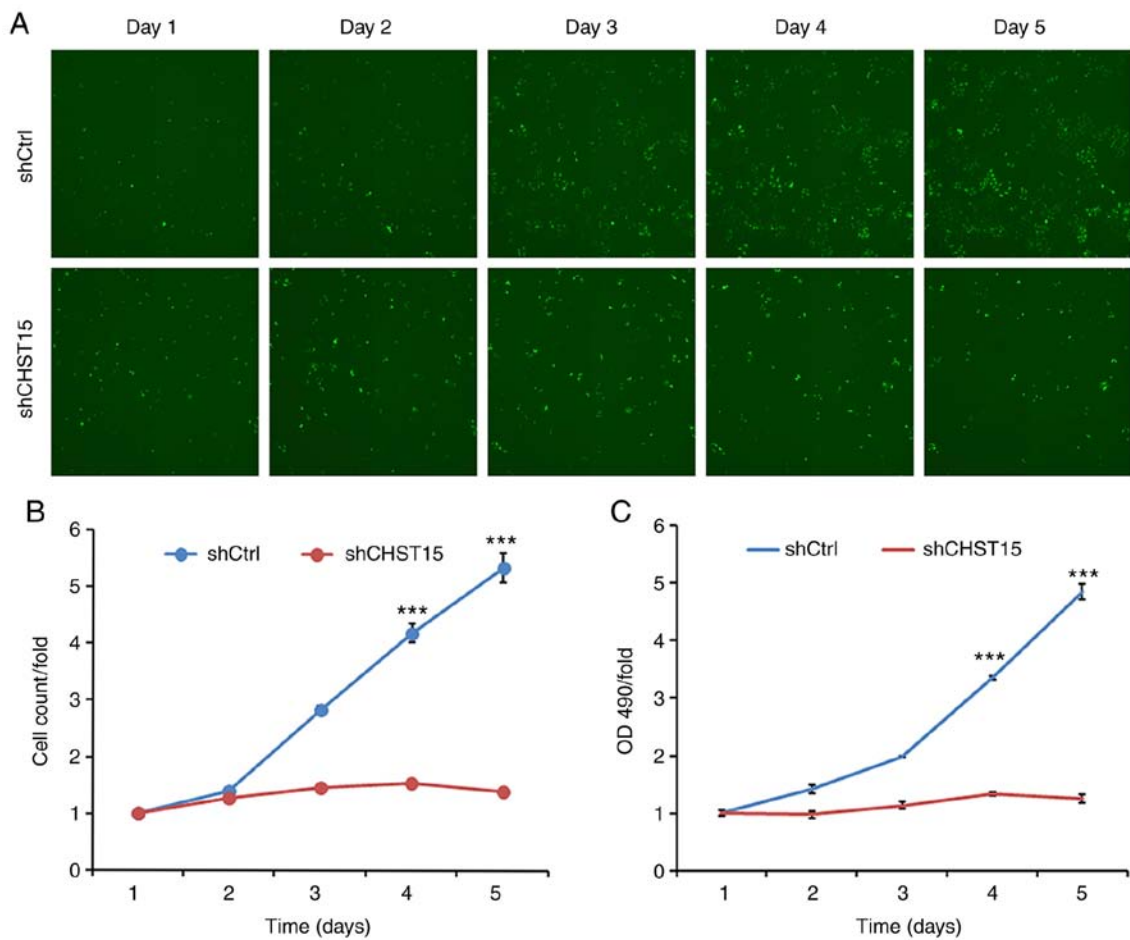 A
Day 1 Day 2 Day 3 Day 4 Day 5
shCtrl
shCHST15
B
6
5
4
3
2
1
0
Cell count/fold
shCtrl shCHST15
***
***
1 2 3 4 5
Time (days)
C
6
5
4
3
2
1
0
OD 490/fold
shCtrl shCHST15
***
***
1 2 3 4 5
Time (days)